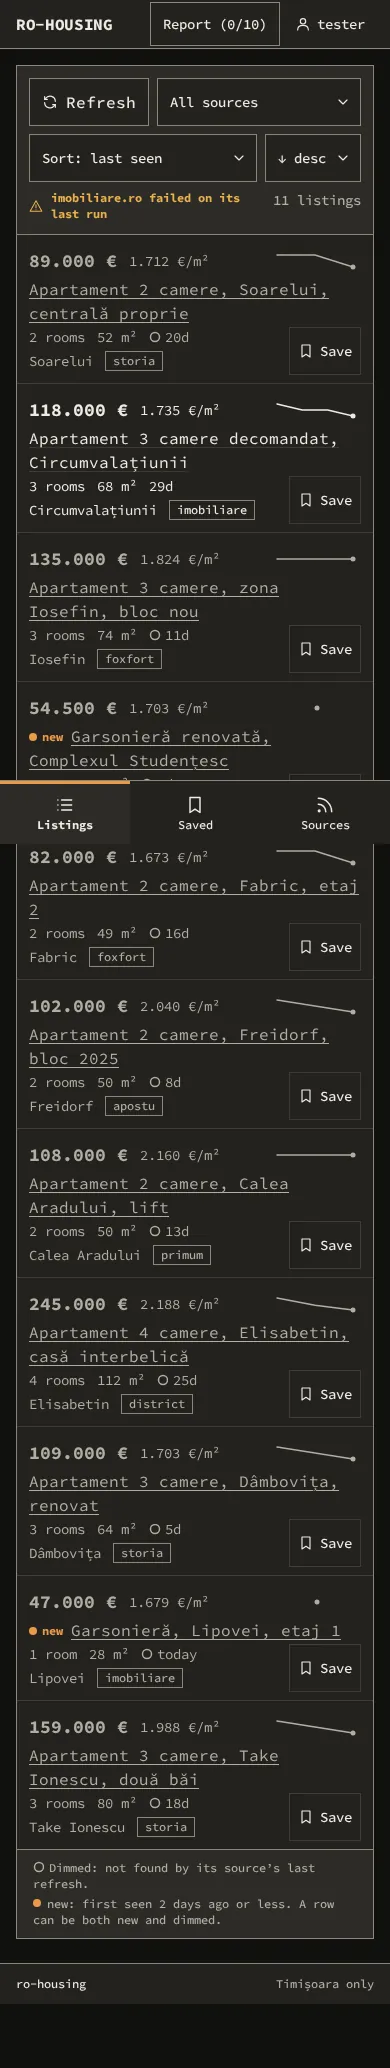 RO-HOUSING Report (0/10) tester
Refresh All sources
Sort: last seen ↓ desc
imobiliare.ro failed on its
last run
11 listings
89.000 € 1.712 €/m²
Apartament 2 camere, Soarelui,
centrală proprie
2 rooms 52 m² 20d
Soarelui storia
Save
118.000 € 1.735 €/m²
Apartament 3 camere decomandat,
Circumvalațiunii
3 rooms 68 m² 29d
Circumvalațiunii imobiliare
Save
135.000 € 1.824 €/m²
Apartament 3 camere, zona
Iosefin, bloc nou
3 rooms 74 m² 11d
Iosefin foxfort
Save
54.500 € 1.703 €/m²
new Garsonieră renovată,
Complexul Studențesc
Listings Saved Sources
82.000 € 1.673 €/m²
Apartament 2 camere, Fabric, etaj
2
2 rooms 49 m² 16d
Fabric foxfort
Save
102.000 € 2.040 €/m²
Apartament 2 camere, Freidorf,
bloc 2025
2 rooms 50 m² 8d
Freidorf apostu
Save
108.000 € 2.160 €/m²
Apartament 2 camere, Calea
Aradului, lift
2 rooms 50 m² 13d
Calea Aradului primum
Save
245.000 € 2.188 €/m²
Apartament 4 camere, Elisabetin,
casă interbelică
4 rooms 112 m² 25d
Elisabetin district
Save
109.000 € 1.703 €/m²
Apartament 3 camere, Dâmbovița,
renovat
3 rooms 64 m² 5d
Dâmbovița storia
Save
47.000 € 1.679 €/m²
new Garsonieră, Lipovei, etaj 1
1 room 28 m² today
Lipovei imobiliare
Save
159.000 € 1.988 €/m²
Apartament 3 camere, Take
Ionescu, două băi
3 rooms 80 m² 18d
Take Ionescu storia
Save
Dimmed: not found by its source's last
refresh.
new: first seen 2 days ago or less. A row
can be both new and dimmed.
ro-housing Timișoara only